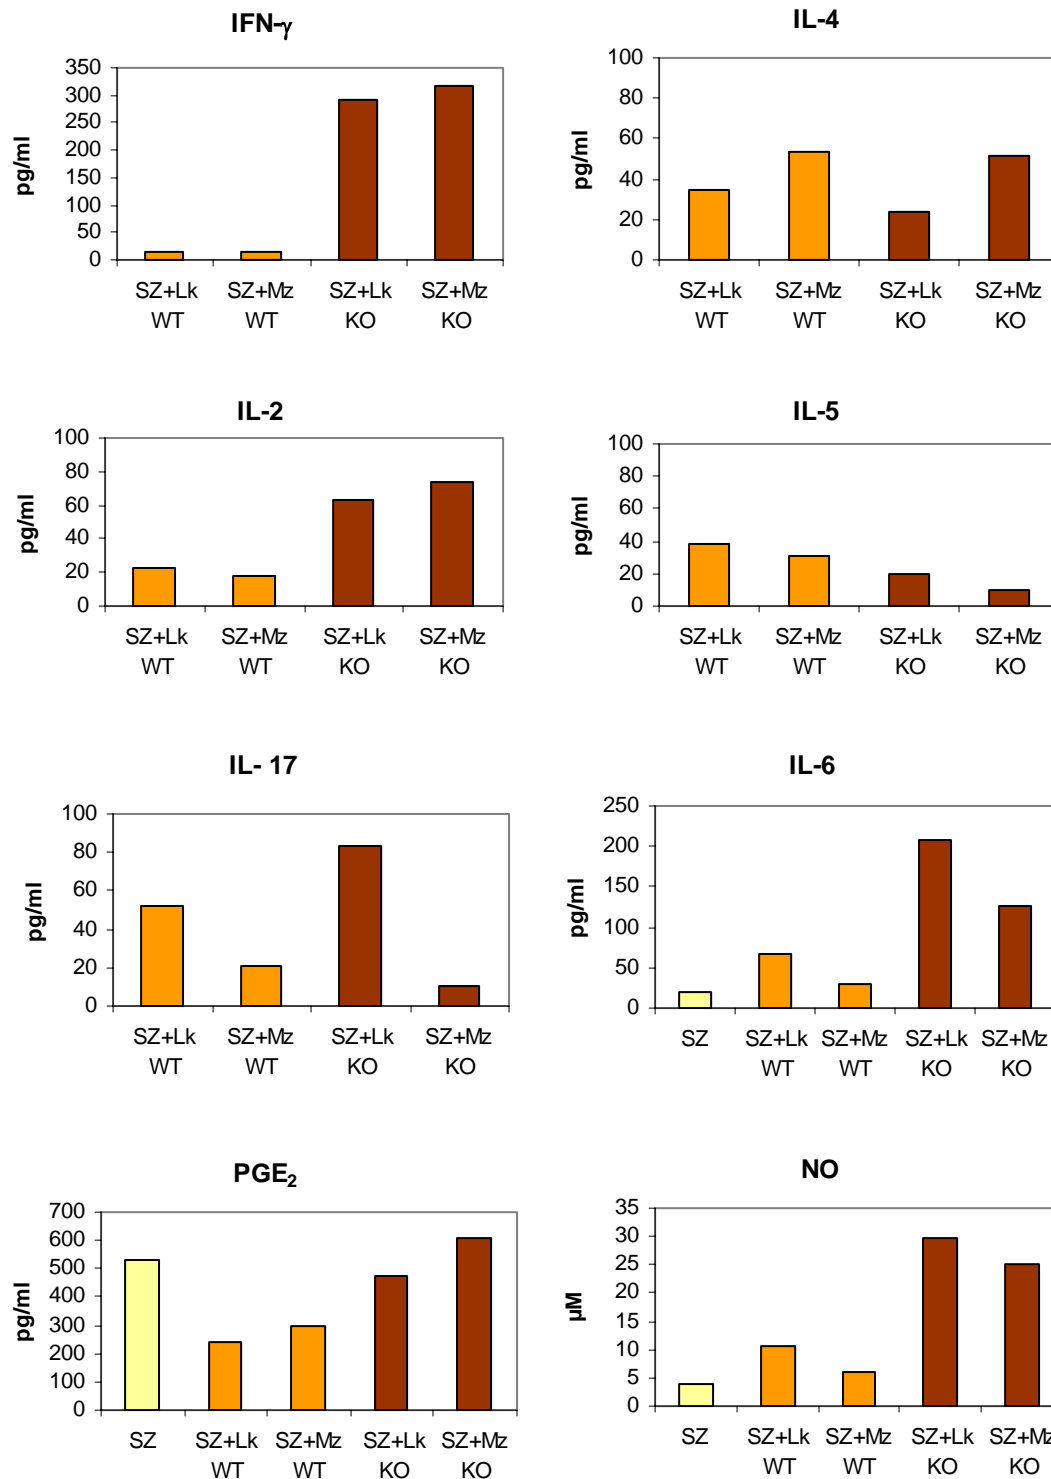 IFN-γ
pg/ml
350
300
250
200
150
100
50
0
SZ+Lk SZ+Mz SZ+Lk SZ+Mz
WT WT KO KO
IL-4
pg/ml
100
80
60
40
20
0
SZ+Lk SZ+Mz SZ+Lk SZ+Mz
WT WT KO KO
IL-2
pg/ml
100
80
60
40
20
0
SZ+Lk SZ+Mz SZ+Lk SZ+Mz
WT WT KO KO
IL-5
pg/ml
100
80
60
40
20
0
SZ+Lk SZ+Mz SZ+Lk SZ+Mz
WT WT KO KO
IL- 17
pg/ml
100
80
60
40
20
0
SZ+Lk SZ+Mz SZ+Lk SZ+Mz
WT WT KO KO
IL-6
pg/ml
250
200
150
100
50
0
SZ SZ+Lk SZ+Mz SZ+Lk SZ+Mz
WT WT KO KO
PGE₂
pg/ml
700
600
500
400
300
200
100
0
SZ SZ+Lk SZ+Mz SZ+Lk SZ+Mz
WT WT KO KO
NO
µM
35
30
25
20
15
10
5
0
SZ SZ+Lk SZ+Mz SZ+Lk SZ+Mz
WT WT KO KO